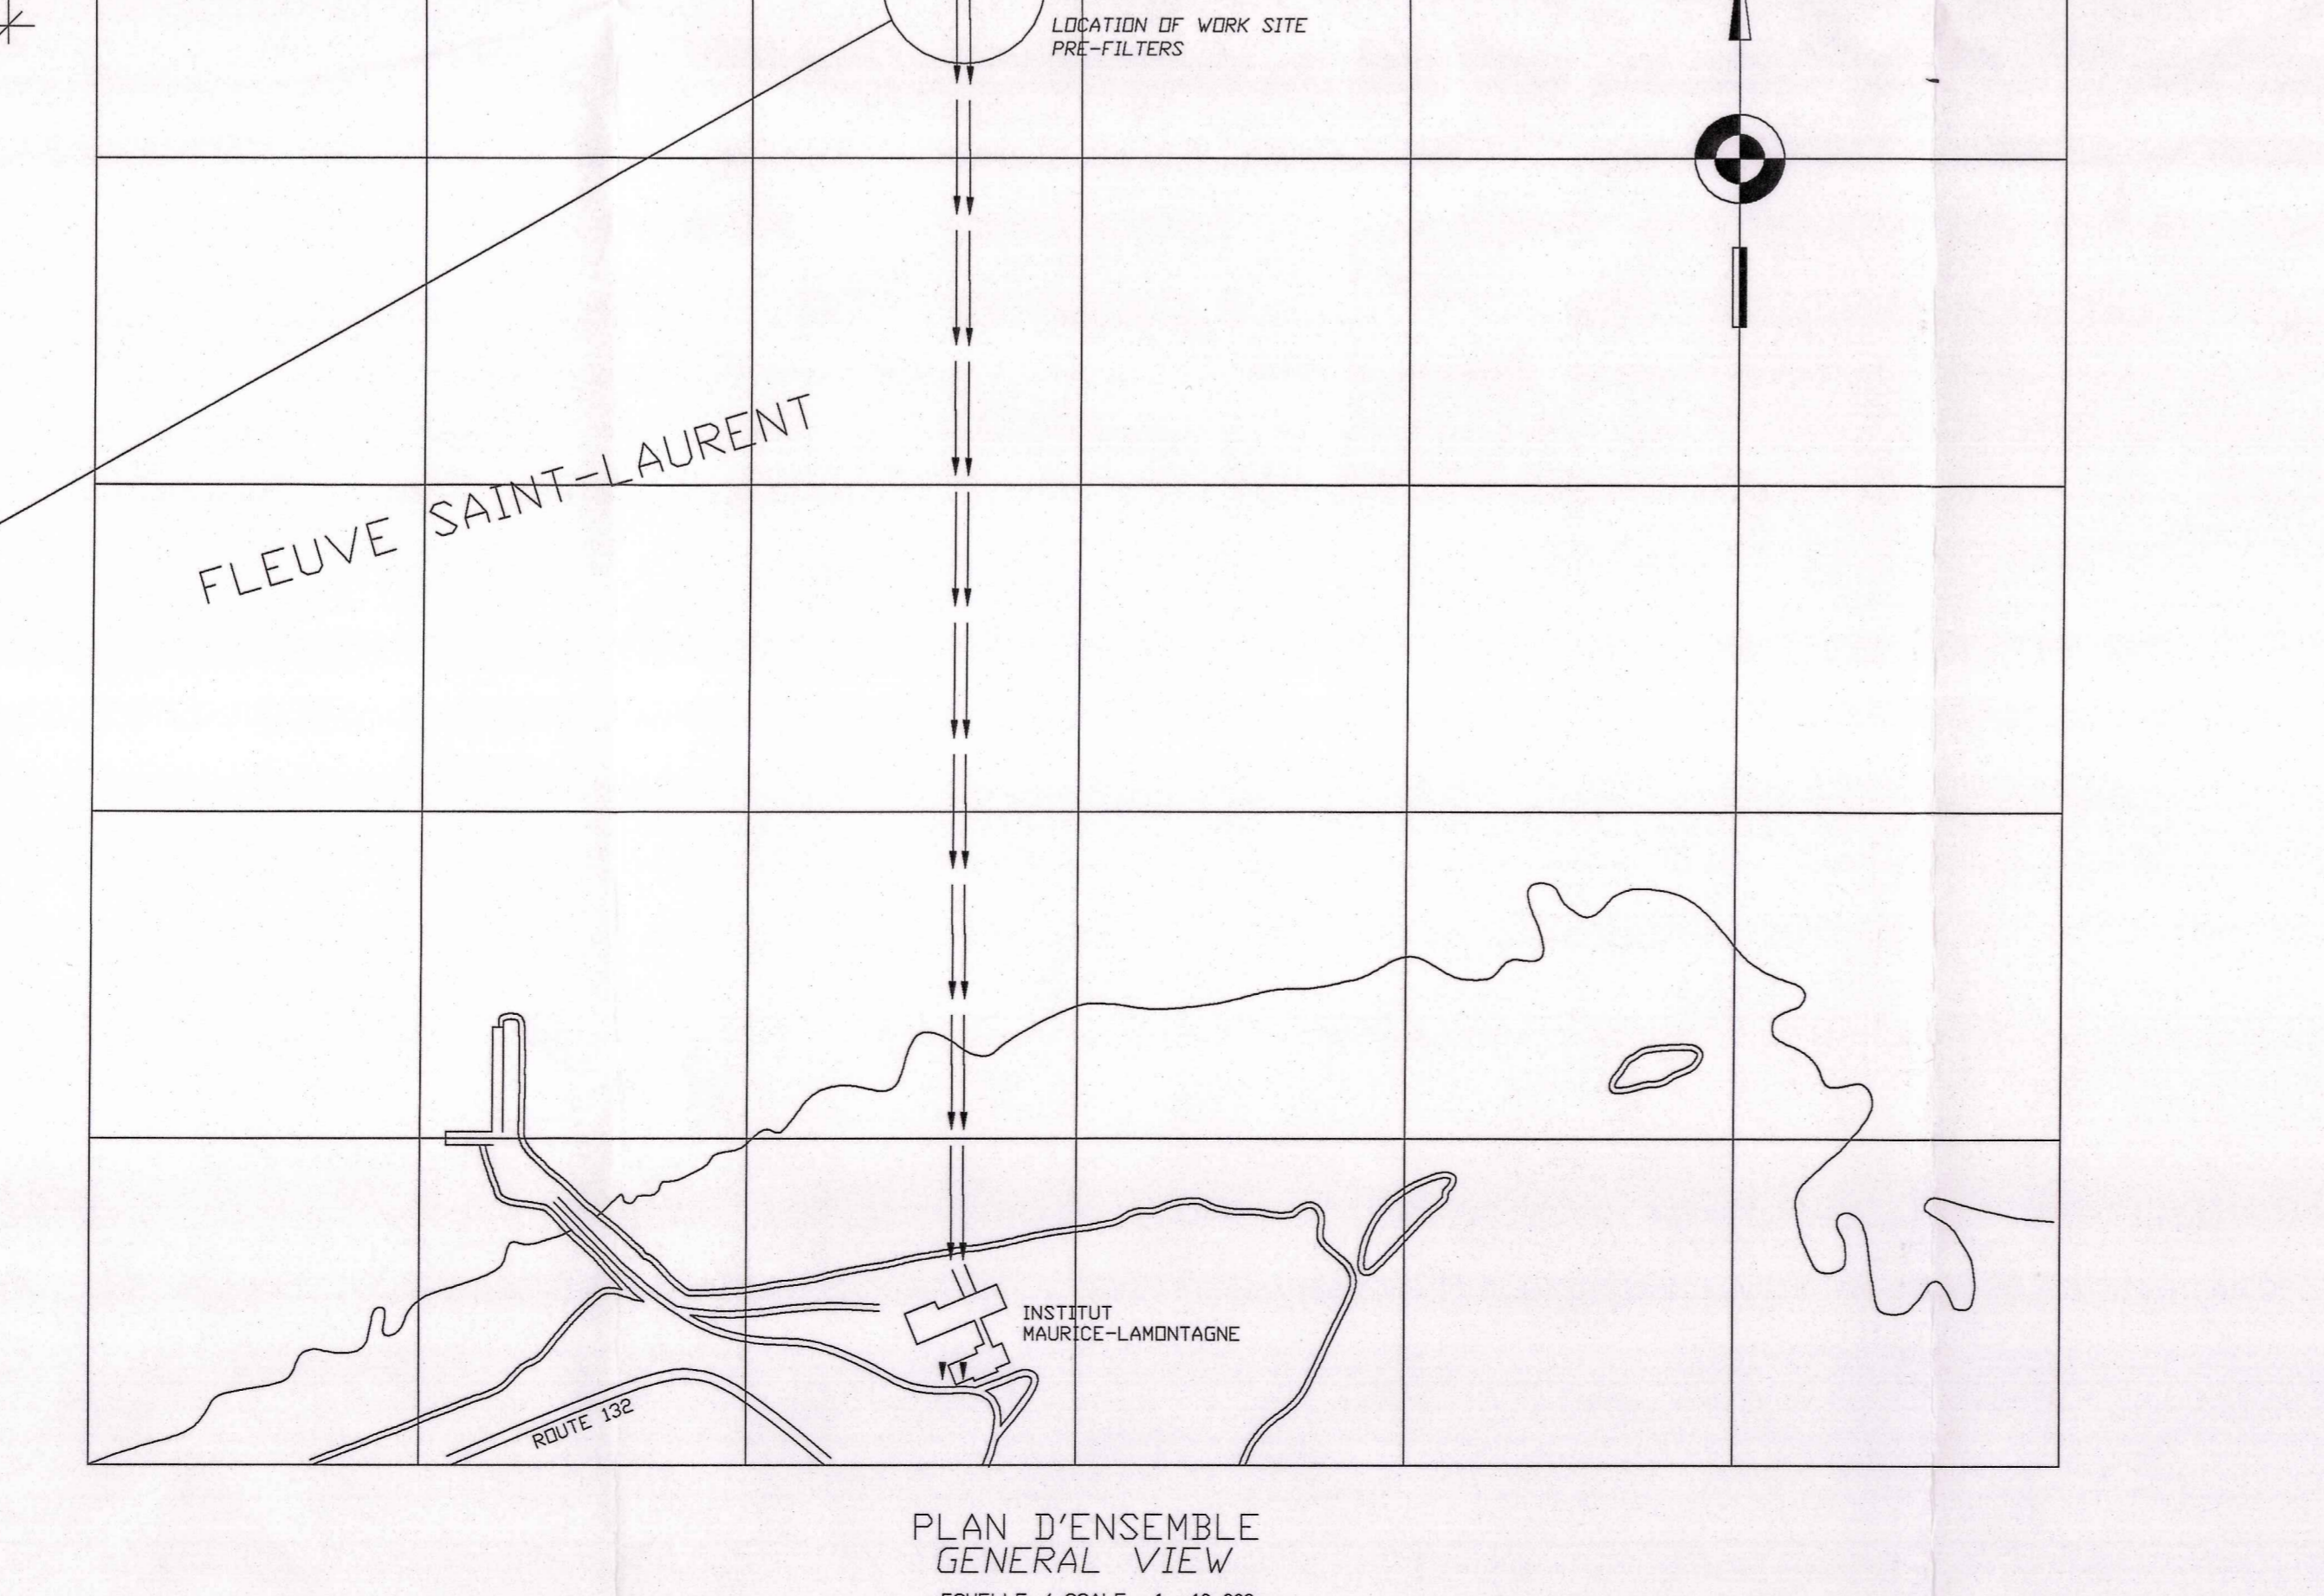 LOCATION OF WORK SITE
PRE-FILTERS
FLEUVE SAINT-LAURENT
INSTITUT
MAURICE-LAMONTAGNE
ROUTE 132
PLAN D'ENSEMBLE
GENERAL VIEW